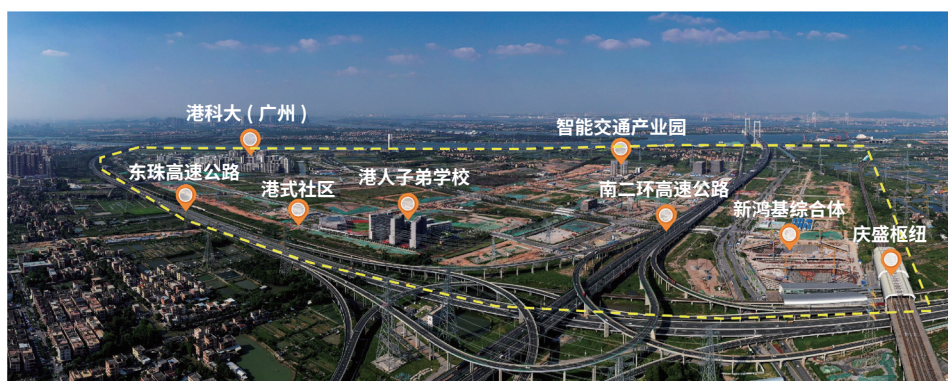 港科大 ( 广州 )
智能交通产业园
东珠高速公路
港式社区
港人子弟学校
南二环高速公路
新鸿基综合体
庆盛枢纽